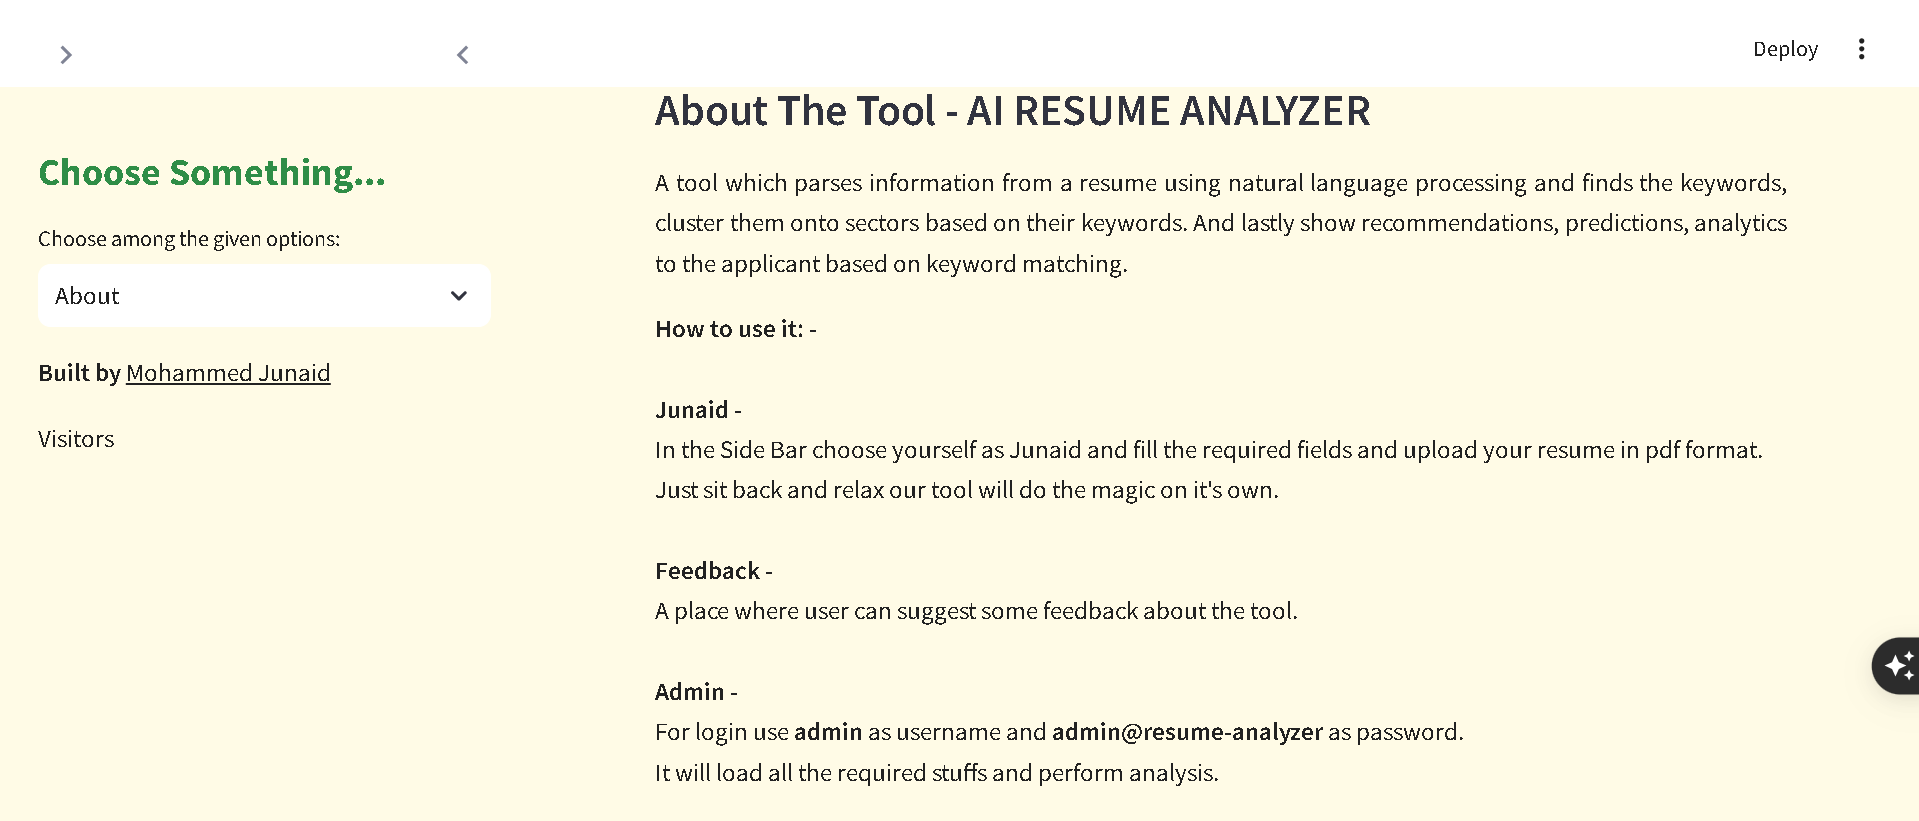 Deploy
Choose Something...
Choose among the given options:
About
Built by Mohammed Junaid
Visitors
About The Tool - AI RESUME ANALYZER
A tool which parses information from a resume using natural language processing and finds the keywords,
cluster them onto sectors based on their keywords. And lastly show recommendations, predictions, analytics
to the applicant based on keyword matching.
How to use it: -
Junaid -
In the Side Bar choose yourself as Junaid and fill the required fields and upload your resume in pdf format.
Just sit back and relax our tool will do the magic on it's own.
Feedback -
A place where user can suggest some feedback about the tool.
Admin -
For login use admin as username and admin@resume-analyzer as password.
It will load all the required stuffs and perform analysis.